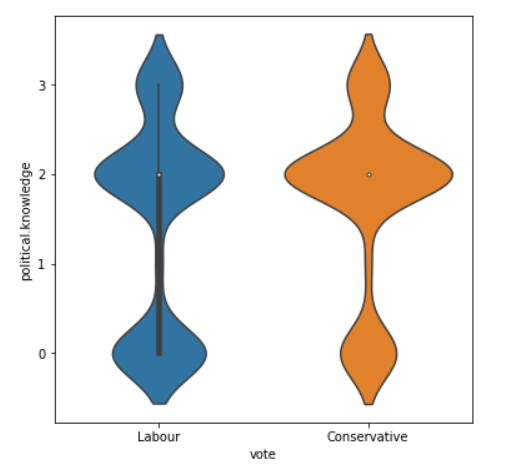 3
2
1
0
political.knowledge
Labour
Conservative
vote